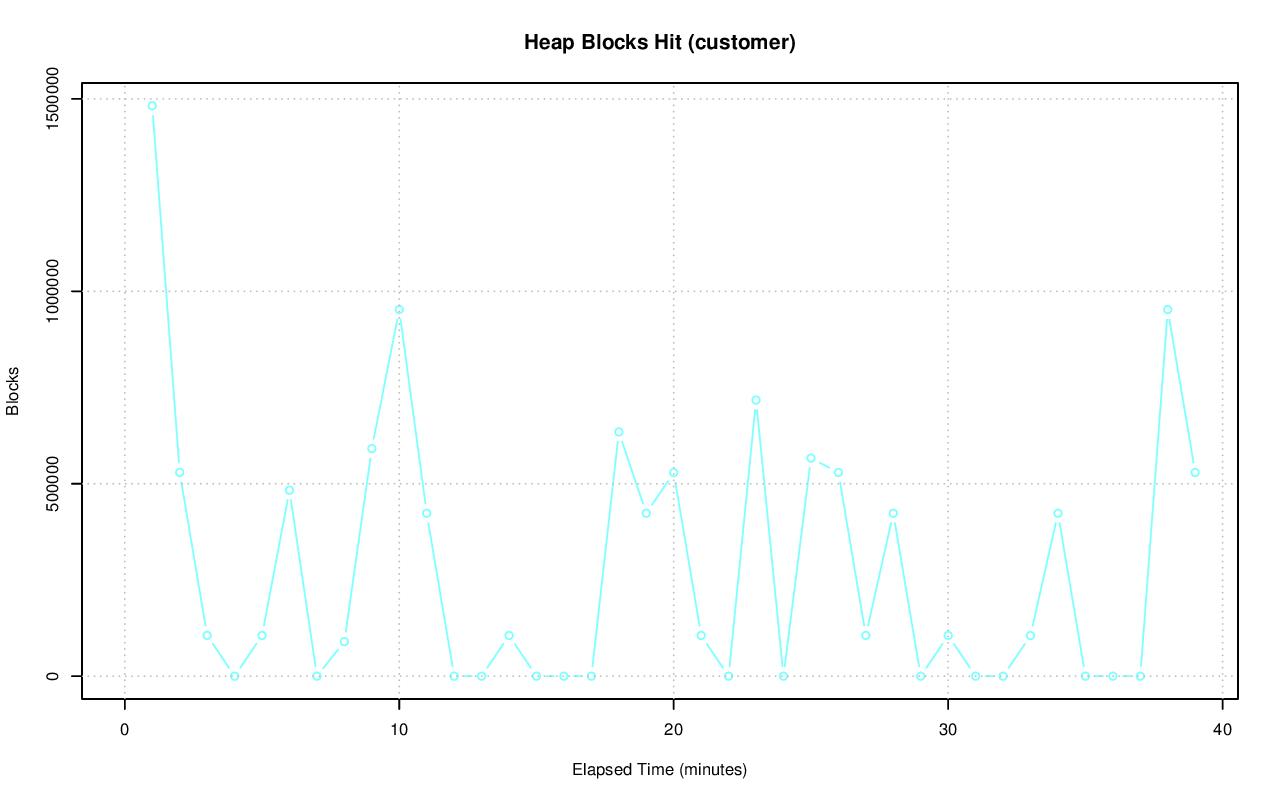 Heap Blocks Hit (customer)
1500000
1000000
500000
0
Blocks
0 10 20 30 40
Elapsed Time (minutes)